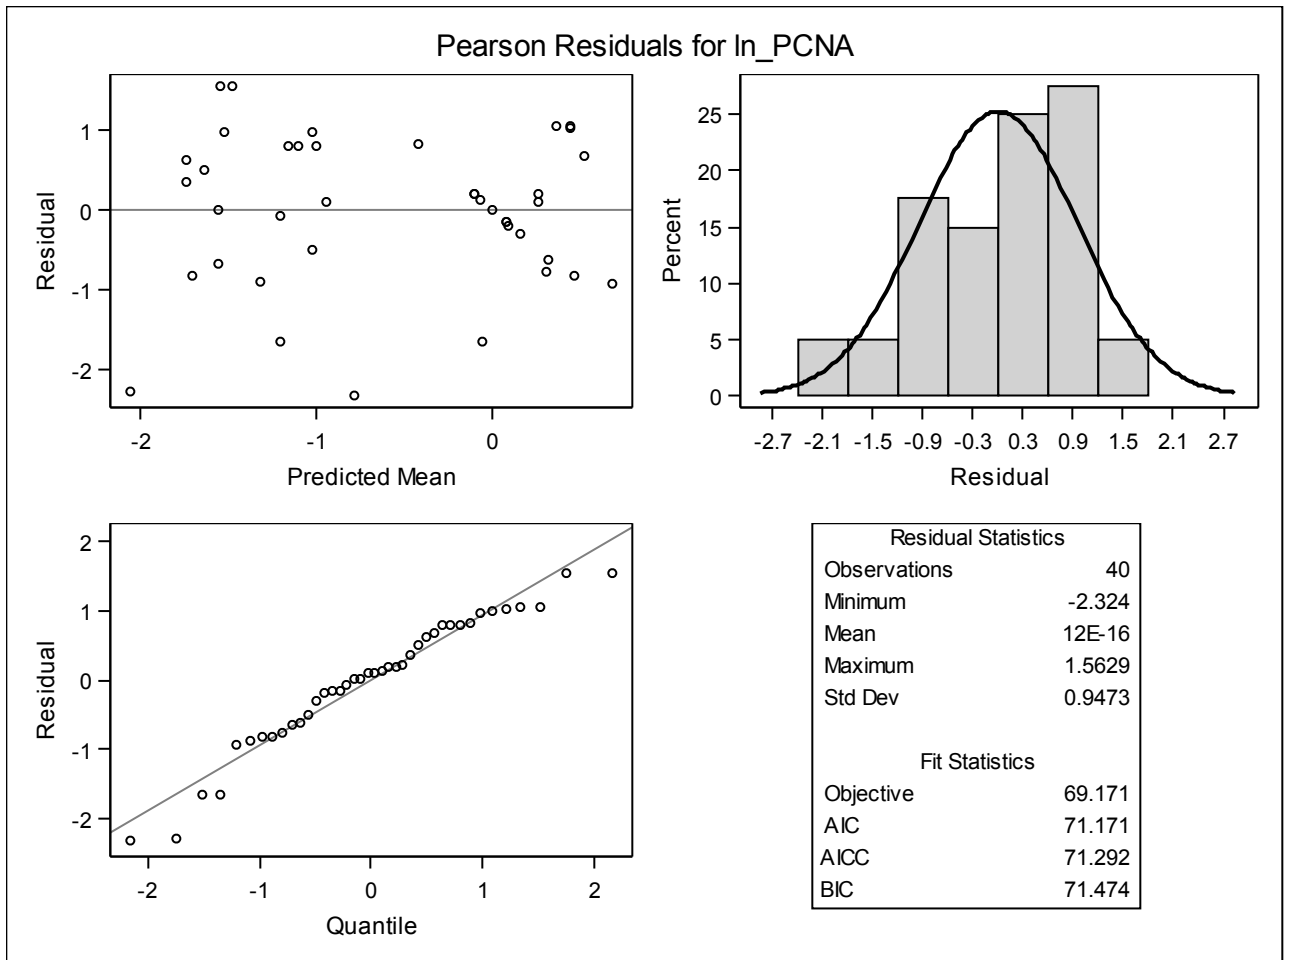 Pearson Residuals for ln_PCNA
1
0
-1
-2
Residual
-2 -1 0
Predicted Mean
25
20
15
10
5
0
Percent
-2.7 -2.1 -1.5 -0.9 -0.3 0.3 0.9 1.5 2.1 2.7
Residual
2
1
0
-1
-2
Residual
-2 -1 0 1 2
Quantile
Residual Statistics
Observations 40
Minimum -2.324
Mean 12E-16
Maximum 1.5629
Std Dev 0.9473
Fit Statistics
Objective 69.171
AIC 71.171
AICC 71.292
BIC 71.474